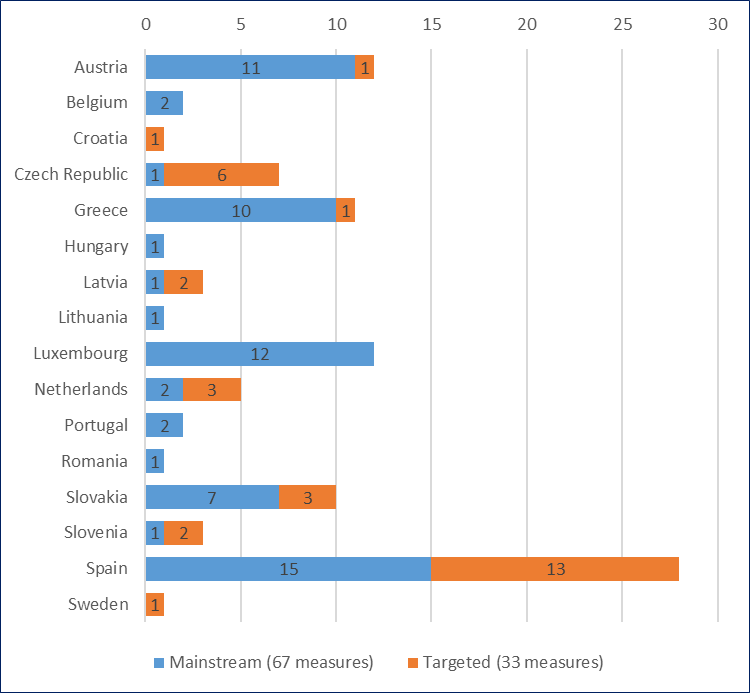 0 5 10 15 20 25 30
Austria 11 1
Belgium 2
Croatia 1
Czech Republic 1 6
Greece 10 1
Hungary 1
Latvia 1 2
Lithuania 1
Luxembourg 12
Netherlands 2 3
Portugal 2
Romania 1
Slovakia 7 3
Slovenia 1 2
Spain 15 13
Sweden 1
Mainstream (67 measures) Targeted (33 measures)